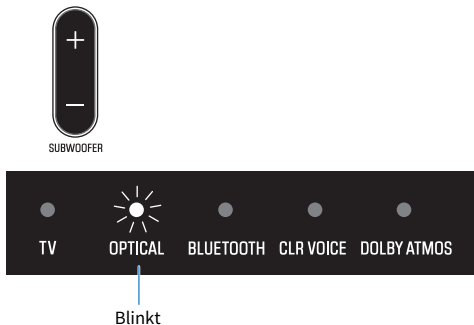 +
−
SUBWOOFER
TV OPTICAL BLUETOOTH CLR VOICE DOLBY ATMOS
Blinkt